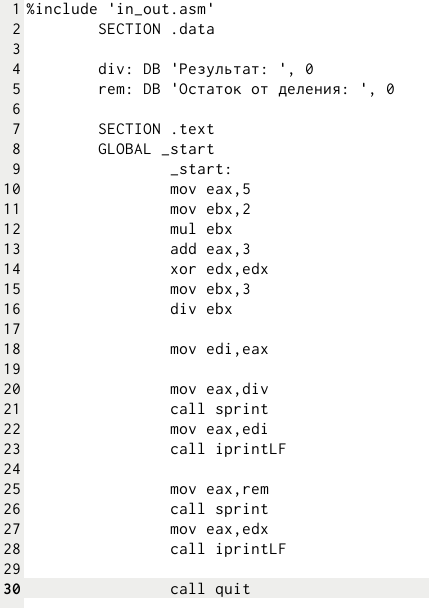 1 %include 'in_out.asm'
2 SECTION .data
3
4 div: DB 'Результат: ', 0
5 rem: DB 'Остаток от деления: ', 0
6
7 SECTION .text
8 GLOBAL _start
9 _start:
10 mov eax,5
11 mov ebx,2
12 mul ebx
13 add eax,3
14 xor edx,edx
15 mov ebx,3
16 div ebx
17
18 mov edi,eax
19
20 mov eax,div
21 call sprint
22 mov eax,edi
23 call iprintLF
24
25 mov eax,rem
26 call sprint
27 mov eax,edx
28 call iprintLF
29
30 call quit